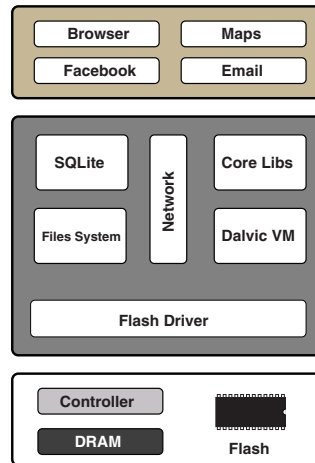 Browser
Maps
Facebook
Email
SQLite
Network
Core Libs
Files System
Dalvic VM
Flash Driver
Controller
DRAM
Flash